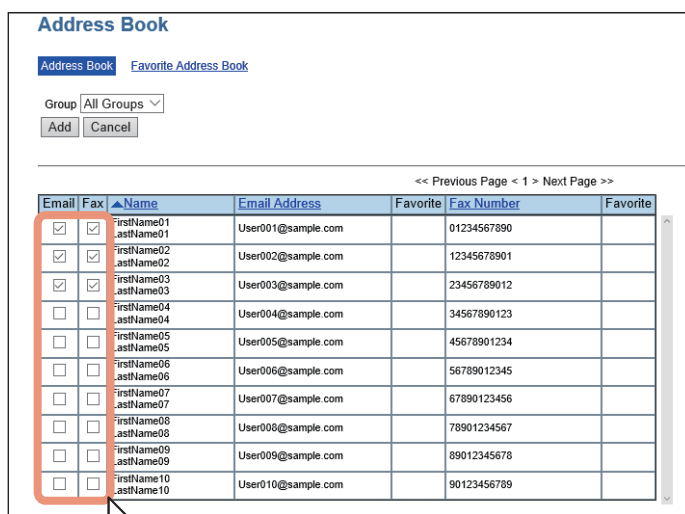 Address Book
Address Book Favorite Address Book
Group All Groups
Add Cancel
<< Previous Page < 1 > Next Page >>
Email Fax Name Email Address Favorite Fax Number Favorite
FirstName01
LastName01 User001@sample.com 01234567890
FirstName02
LastName02 User002@sample.com 12345678901
FirstName03
LastName03 User003@sample.com 23456789012
FirstName04
LastName04 User004@sample.com 34567890123
FirstName05
LastName05 User005@sample.com 45678901234
FirstName06
LastName06 User006@sample.com 56789012345
FirstName07
LastName07 User007@sample.com 67890123456
FirstName08
LastName08 User008@sample.com 78901234567
FirstName09
LastName09 User009@sample.com 89012345678
FirstName10
LastName10 User010@sample.com 90123456789